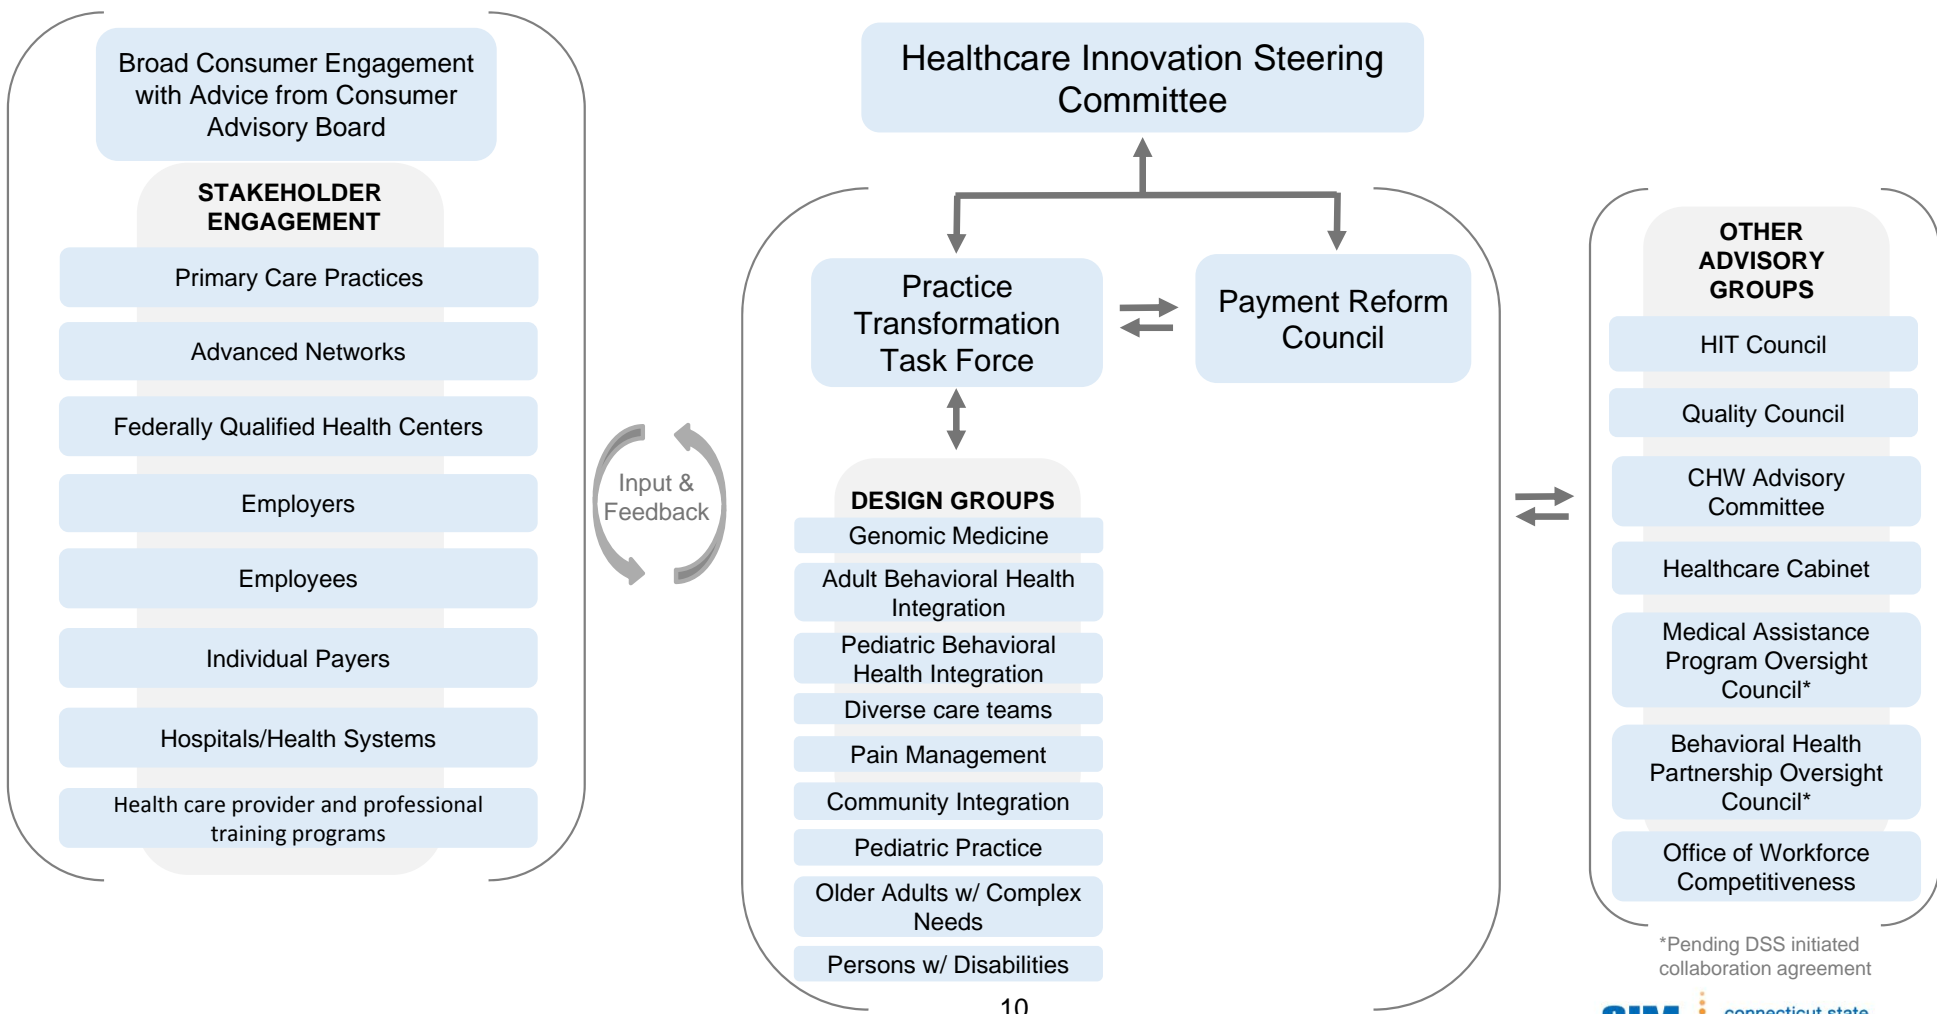 Broad Consumer Engagement
with Advice from Consumer
Advisory Board
STAKEHOLDER
ENGAGEMENT
Primary Care Practices
Advanced Networks
Federally Qualified Health Centers
Employers
Employees
Individual Payers
Hospitals/Health Systems
Health care provider and professional
training programs
Input &
Feedback
Healthcare Innovation Steering
Committee
Practice
Transformation
Task Force
Payment Reform
Council
DESIGN GROUPS
Genomic Medicine
Adult Behavioral Health
Integration
Pediatric Behavioral
Health Integration
Diverse care teams
Pain Management
Community Integration
Pediatric Practice
Older Adults w/ Complex
Needs
Persons w/ Disabilities
10
OTHER
ADVISORY
GROUPS
HIT Council
Quality Council
CHW Advisory
Committee
Healthcare Cabinet
Medical Assistance
Program Oversight
Council*
Behavioral Health
Partnership Oversight
Council*
Office of Workforce
Competitiveness
*Pending DSS initiated
collaboration agreement
SIM
connecticut state